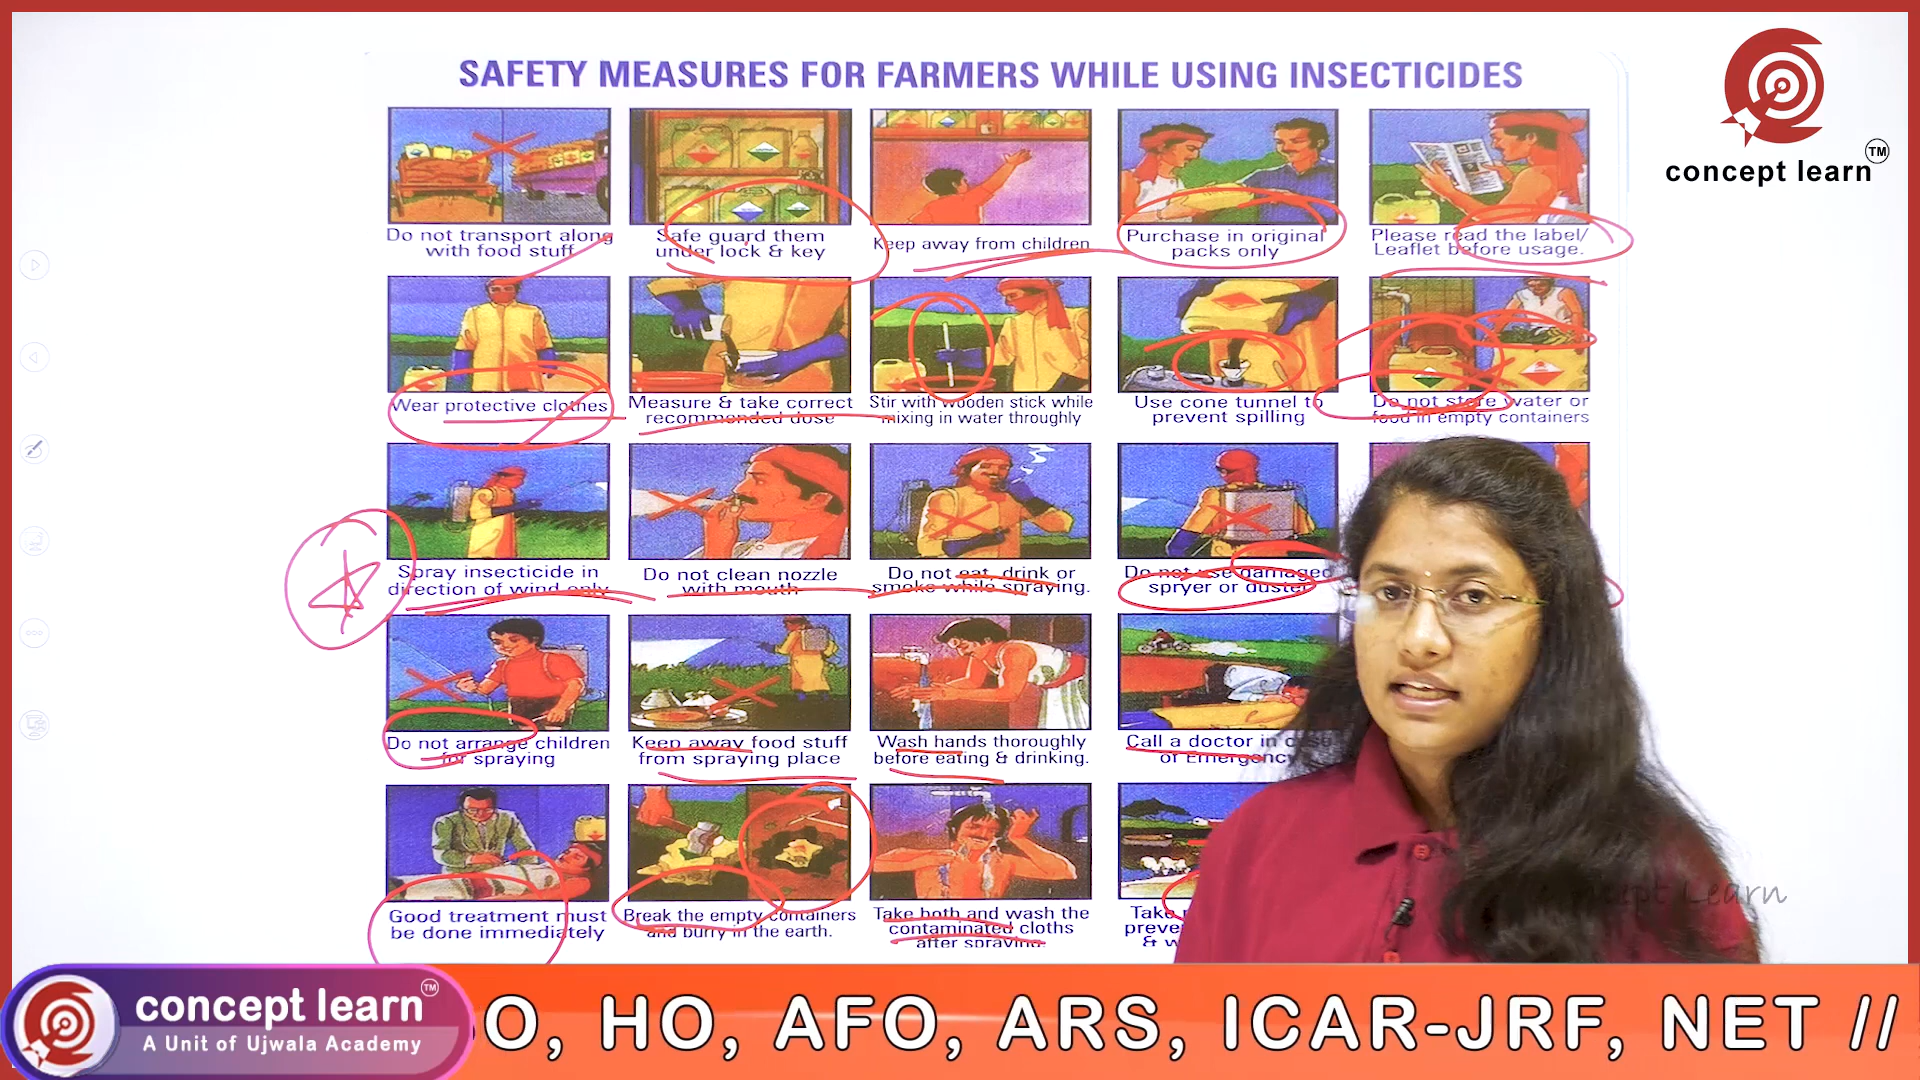 SAFETY MEASURES FOR FARMERS WHILE USING INSECTICIDES
concept learn
TM
Do not transport along
with food stuff
Safe guard them
under lock & key
Keep away from children
Purchase in original
packs only
Please read the label/
Leaflet before usage.
Wear protective clothes
Measure & take correct
recommended dose
Stir with wooden stick while
mixing in water throughly
Use cone tunnel to
prevent spilling
Do not store water or
food in empty containers
Spray insecticide in
direction of wind only
Do not clean nozzle
with mouth
Do not eat, drink or
smoke while spraying.
Do not use damaged
spryer or duster
Do not arrange children
for spraying
Keep away food stuff
from spraying place
Wash hands thoroughly
before eating & drinking.
Call a doctor in case
of Emergency
Good treatment must
be done immediately
Break the empty containers
and burry in the earth.
Take both and wash the
contaminated cloths
after spraying
Take
& w
Learn
concept learn
TM
A Unit of Ujwala Academy
O, HO, AFO, ARS, ICAR-JRF, NET //